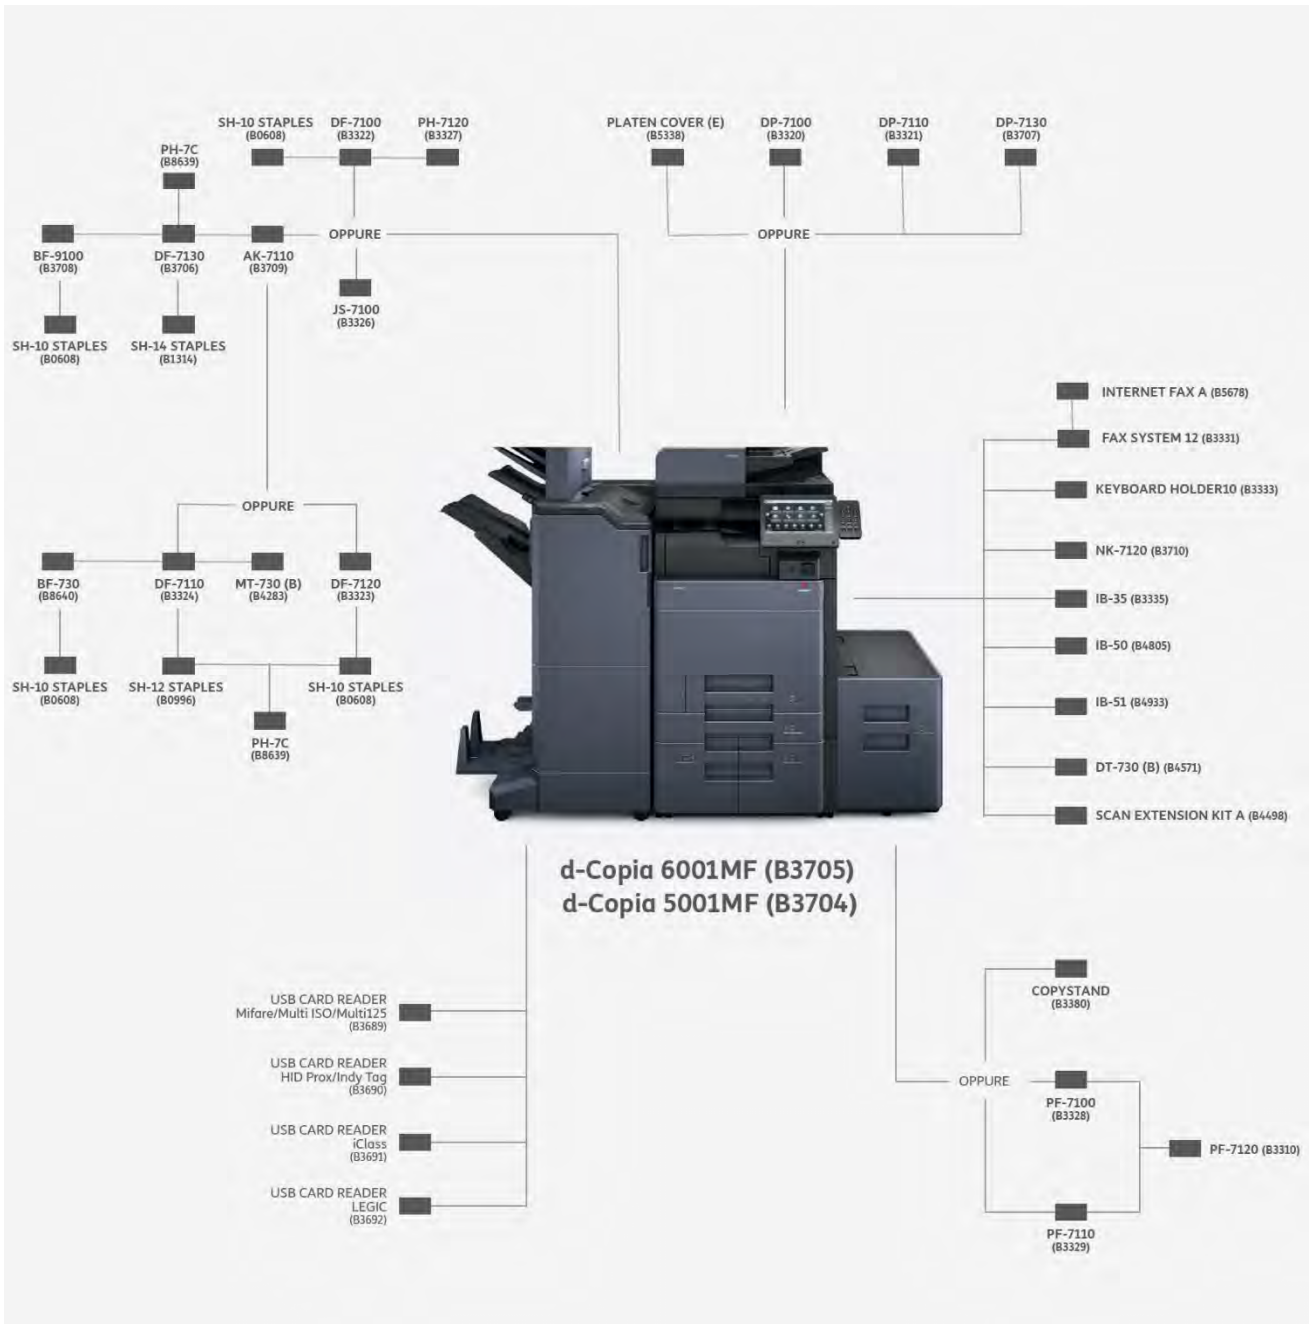 SH-10 STAPLES
(B0608)
DF-7100
(B3322)
PH-7120
(B3327)
PH-7C
(B8639)
BF-9100
(B3708)
DF-7130
(B3706)
AK-7110
(B3709)
OPPURE
JS-7100
(B3326)
SH-10 STAPLES
(B0608)
SH-14 STAPLES
(B1314)
PLATEN COVER (E)
(B5338)
DP-7100
(B3320)
DP-7110
(B3321)
DP-7130
(B3707)
OPPURE
OPPURE
BF-730
(B8640)
DF-7110
(B3324)
MT-730 (B)
(B4283)
DF-7120
(B3323)
SH-10 STAPLES
(B0608)
SH-12 STAPLES
(B0996)
SH-10 STAPLES
(B0608)
PH-7C
(B8639)
INTERNET FAX A (B5678)
FAX SYSTEM 12 (B3331)
KEYBOARD HOLDER10 (B3333)
NK-7120 (B3710)
IB-35 (B3335)
IB-50 (B4805)
IB-51 (B4933)
DT-730 (B) (B4571)
SCAN EXTENSION KIT A (B4498)
d-Copia 6001MF (B3705)
d-Copia 5001MF (B3704)
USB CARD READER
Mifare/Multi ISO/Multi125
(B3689)
USB CARD READER
HID Prox/Indy Tag
(B3690)
USB CARD READER
iClass
(B3691)
USB CARD READER
LEGIC
(B3692)
COPYSTAND
(B3380)
OPPURE
PF-7100
(B3328)
PF-7120 (B3310)
PF-7110
(B3329)